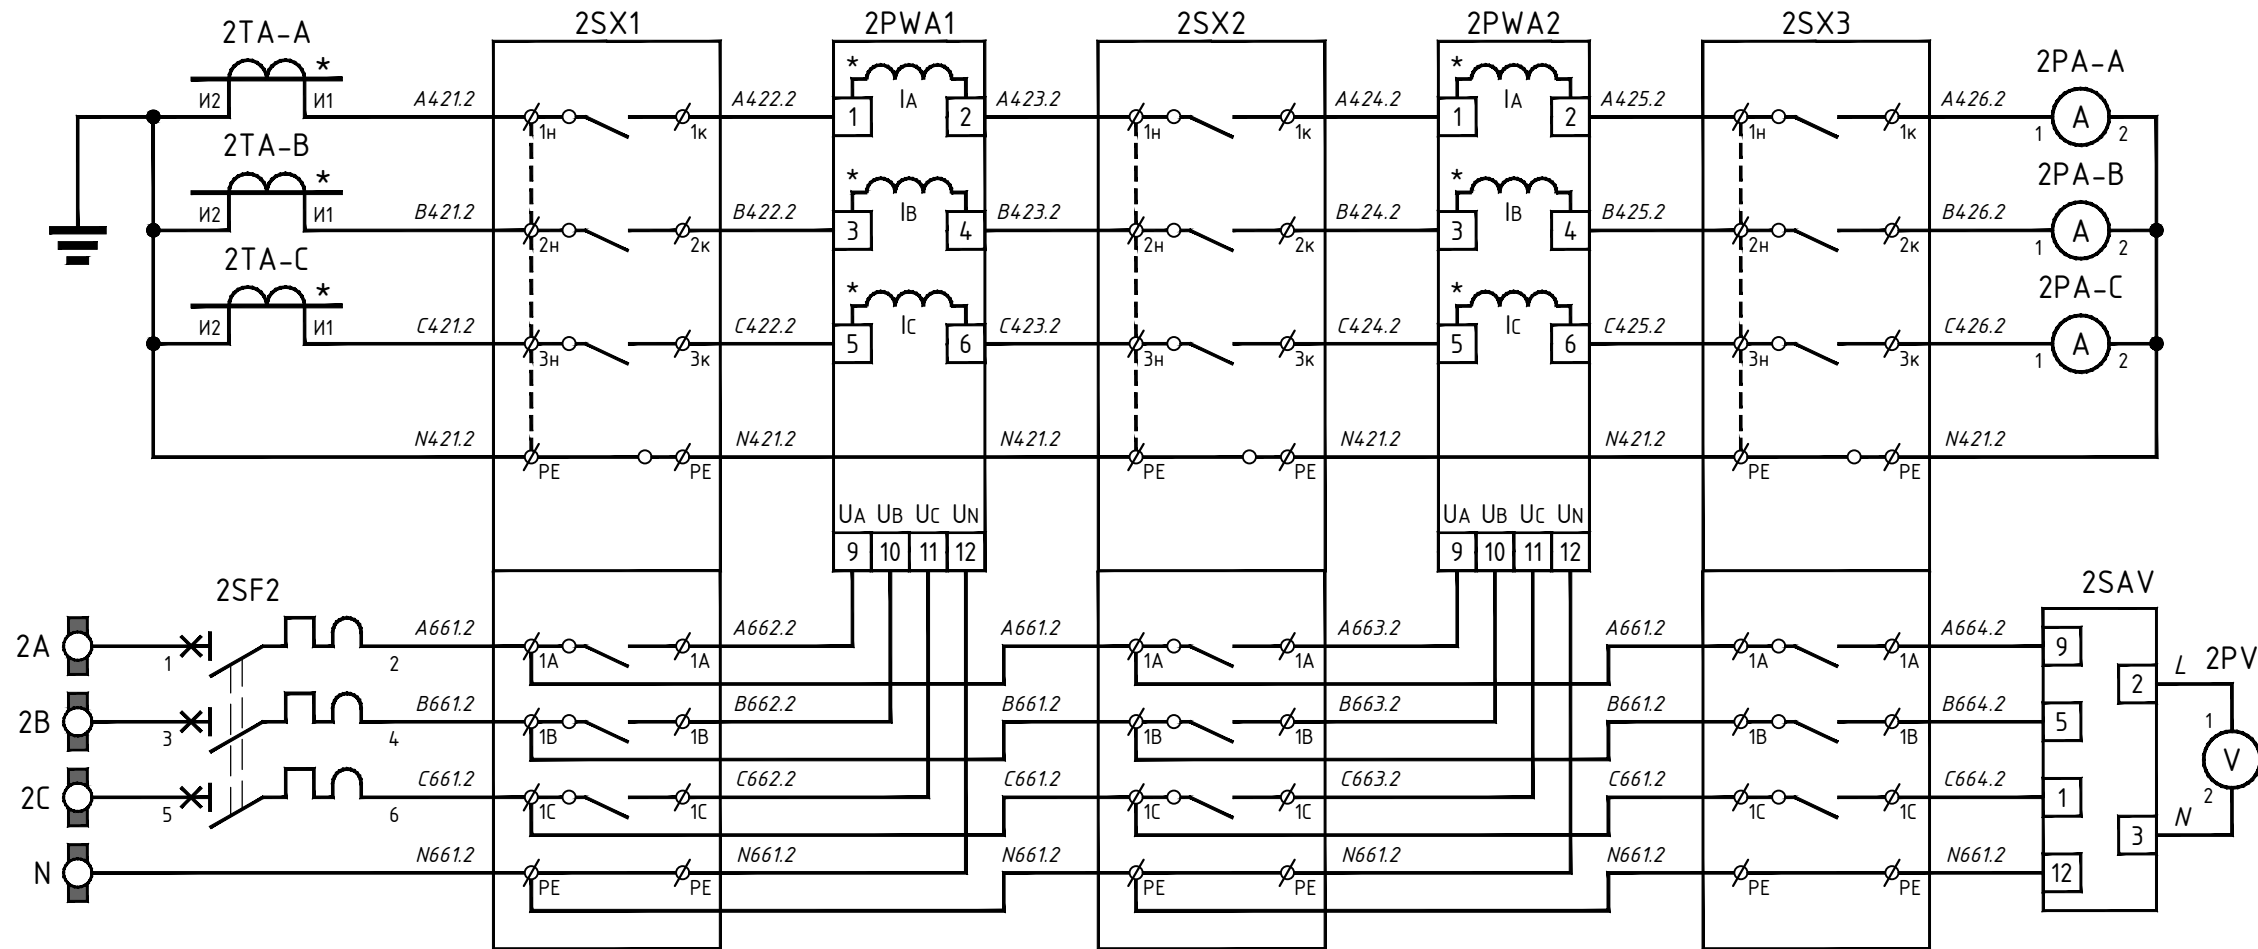 2TA-A 2SX1 2PWA1 2SX2 2PWA2 2SX3 2PA-A
* * *
И2 И1 A421.2 1н 1к A422.2 1 IA 2 A423.2 1н 1к A424.2 1 IA 2 A425.2 1н 1к A426.2 1 A 2
2TA-B 2PA-B
* * *
И2 И1 B421.2 2н 2к B422.2 3 IB 4 B423.2 2н 2к B424.2 3 IB 4 B425.2 2н 2к B426.2 1 A 2
2TA-C 2PA-C
* * *
И2 И1 C421.2 3н 3к C422.2 5 IC 6 C423.2 3н 3к C424.2 5 IC 6 C425.2 3н 3к C426.2 1 A 2
N421.2 PE PE N421.2 N421.2 PE PE N421.2 N421.2 PE PE N421.2
UA UB UC UN UA UB UC UN
9 10 11 12 9 10 11 12
2SF2 2SAV
2A 1 2 A661.2 1A 1A A662.2 A661.2 1A 1A A663.2 A661.2 1A 1A A664.2 9
2 L 2PV
2B 3 4 B661.2 1B 1B B662.2 B661.2 1B 1B B663.2 B661.2 1B 1B B664.2 5 1
V
2C 5 6 C661.2 1C 1C C662.2 C661.2 1C 1C C663.2 C661.2 1C 1C C664.2 1 2
3 N
N N661.2 PE PE N661.2 N661.2 PE PE N661.2 N661.2 PE PE N661.2 12